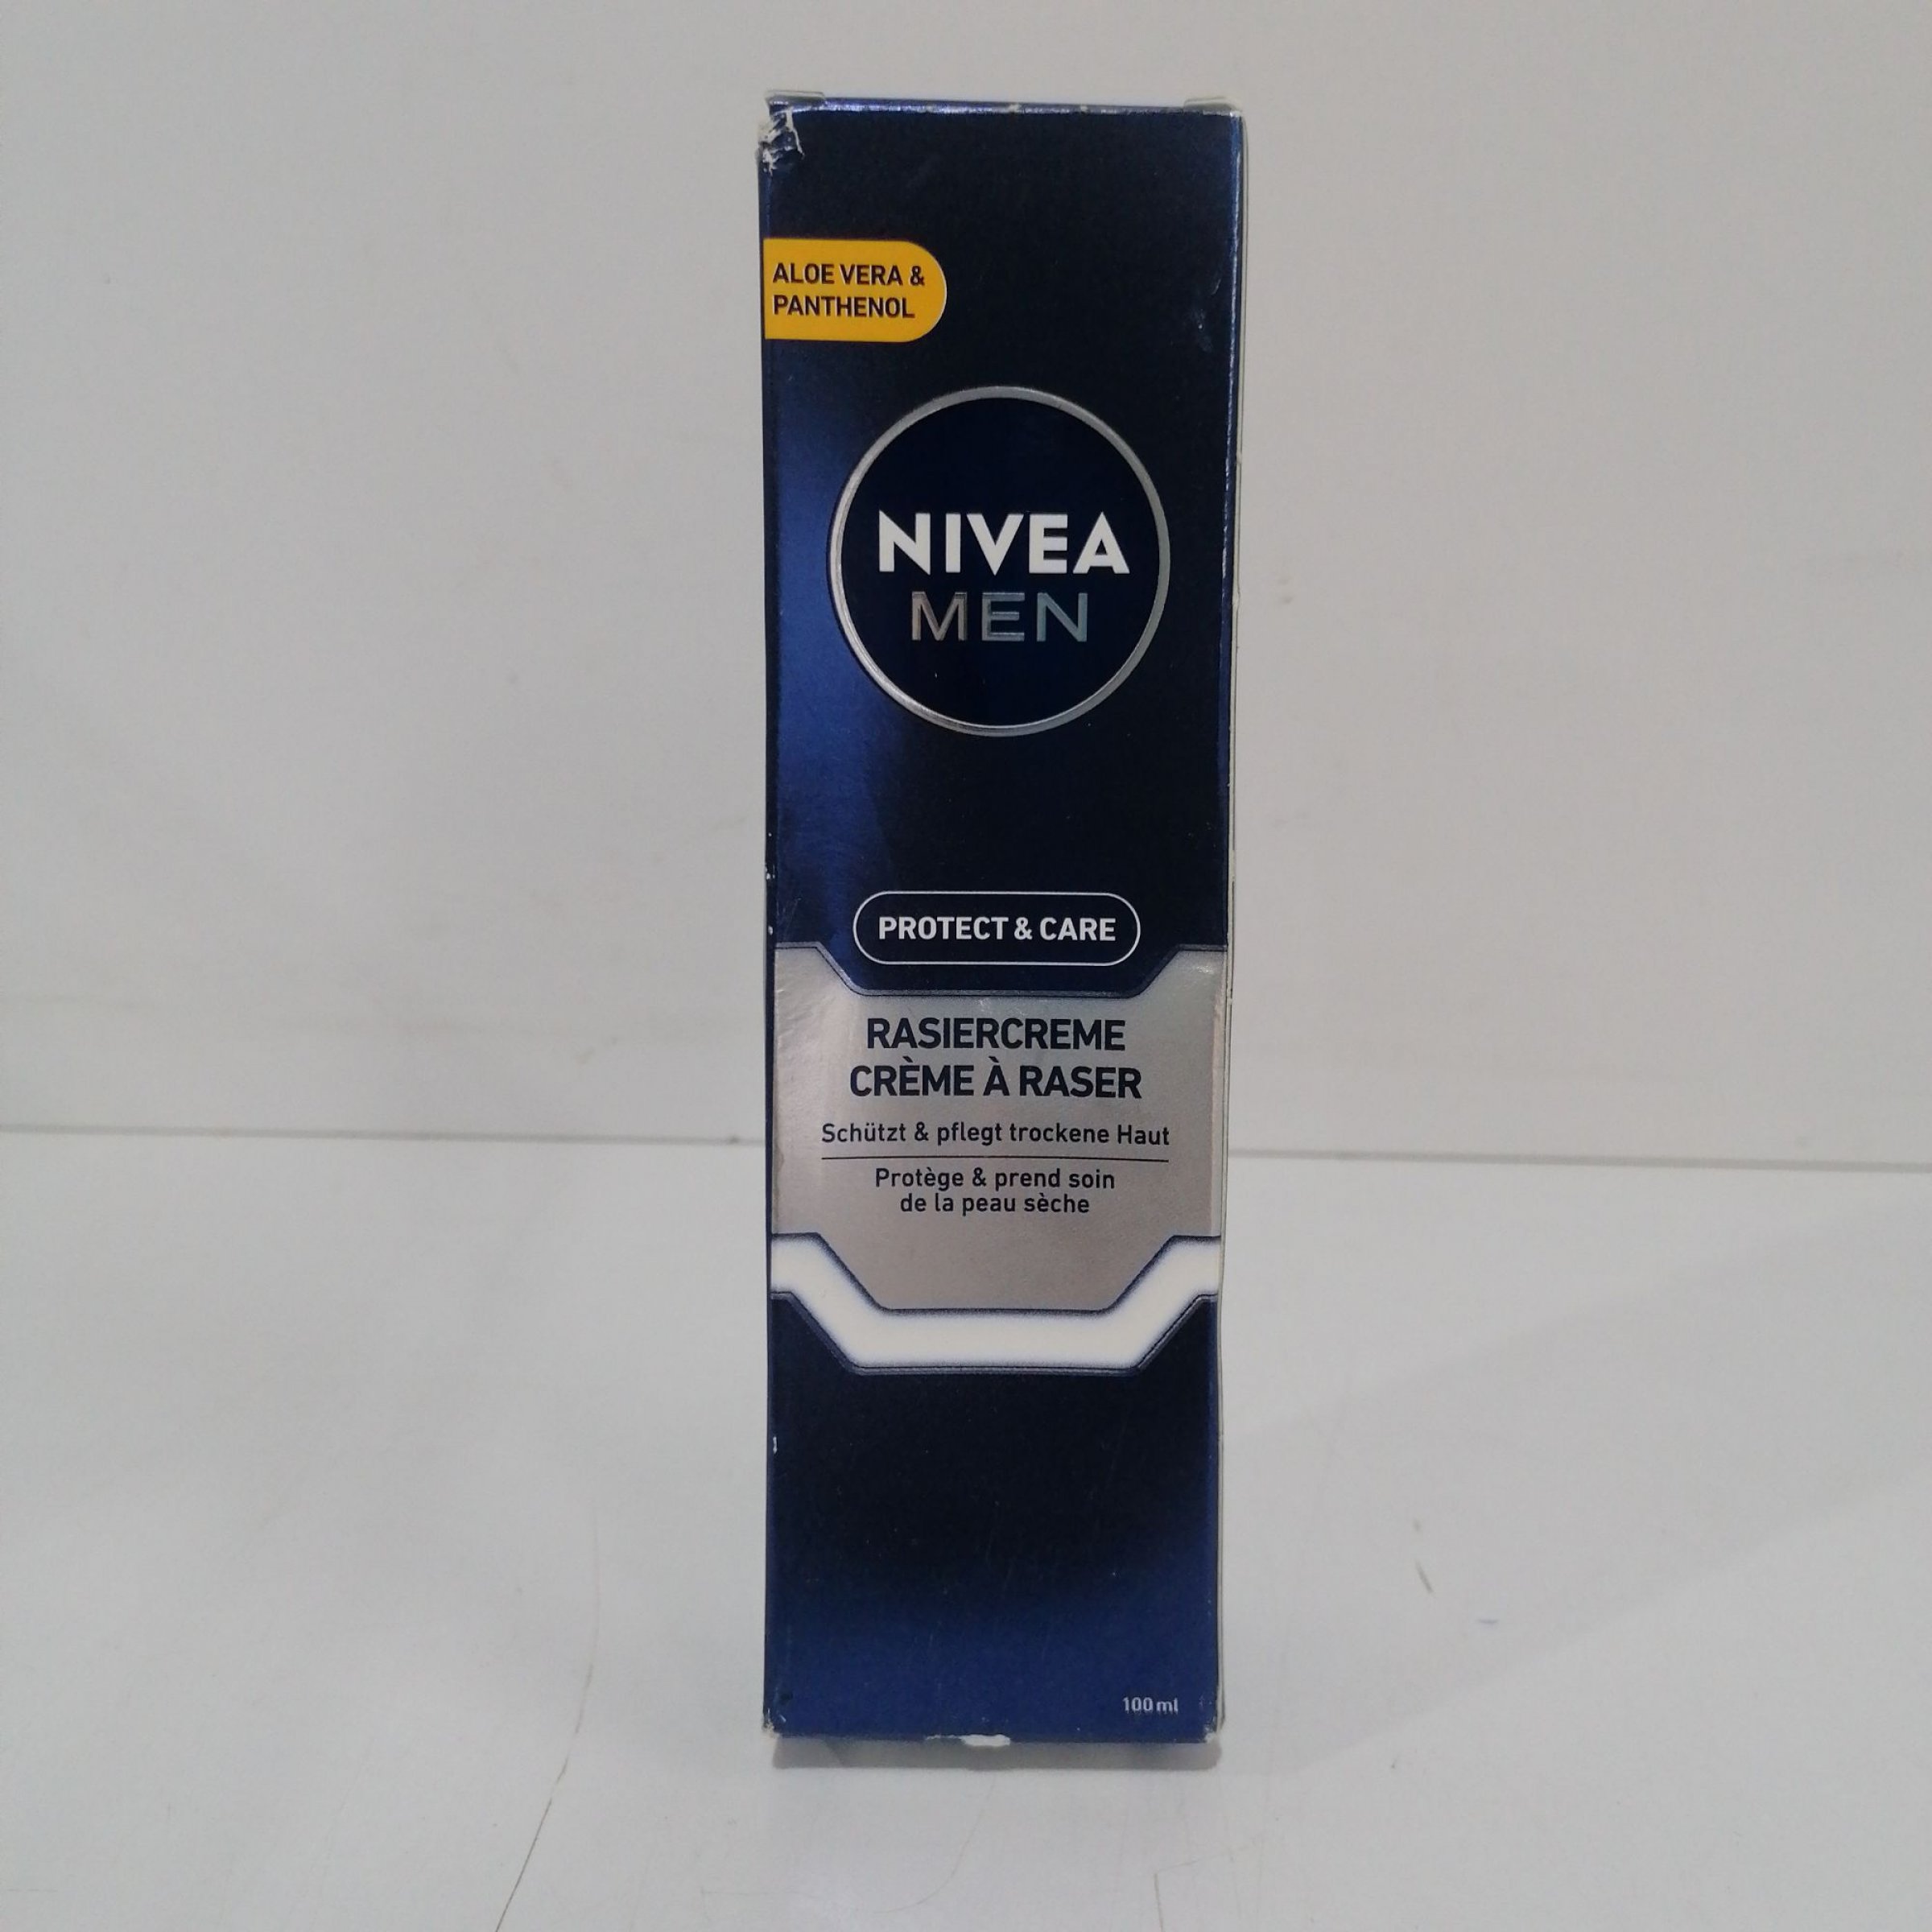 ALOE VERA &
PANTHENOL
NIVEA
MEN
PROTECT & CARE
RASIERCREME
CRÈME À RASER
Schützt & pflegt trockene Haut
Protège & prend soin
de la peau sèche
100 ml